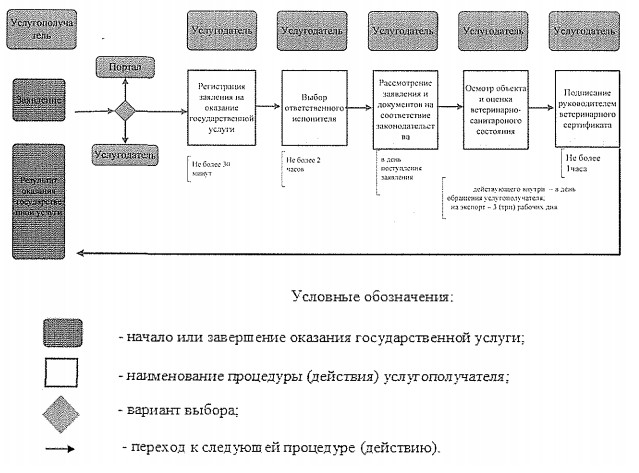 Услугополуча
тель
Услугодатель
Услугодатель
Услугодатель
Услугодатель
Услугодатель
Портал
Заявление
Услугодатель
Регистрация
заявления на
оказание
государственной
услуги
Выбор
ответственного
испонителя
Рассмотрение
заявления и
документов на
соответствие
законодательст
ва
Осмотр объекта
и оценка
ветеринарно-
санитарного
состояния
Подписание
руководителем
ветеринарного
сертификата
Не более 30
минут
Не более 2
часов
в день
поступления
заявления
действующего внутри – в день
обращения услугополучателя;
на экспорт – 3 (три) рабочих дня
Не более
1часа
Результат
оказания
государстве
нной услуги
Условные обозначения:
- начало или завершение оказания государственной услуги;
- наименование процедуры (действия) услугополучателя;
- вариант выбора;
- переход к следующей процедуре (действию).